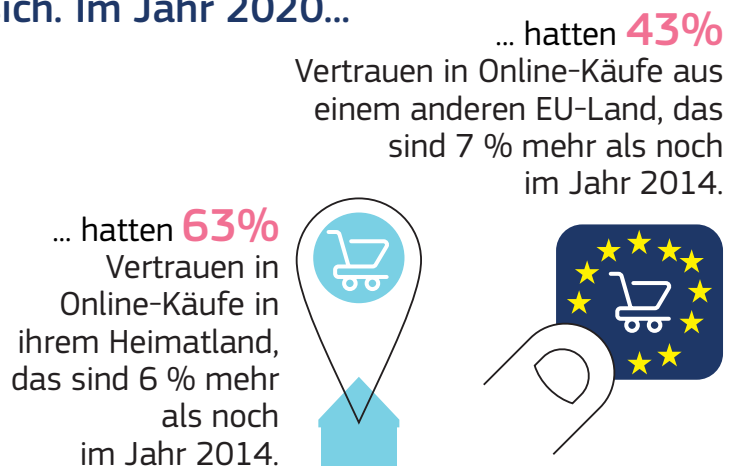 ich. Im Jahr 2020...
... hatten 43%
Vertrauen in Online-Käufe aus
einem anderen EU-Land, das
sind 7 % mehr als noch
im Jahr 2014.
... hatten 63%
Vertrauen in
Online-Käufe in
ihrem Heimatland,
das sind 6 % mehr
als noch
im Jahr 2014.